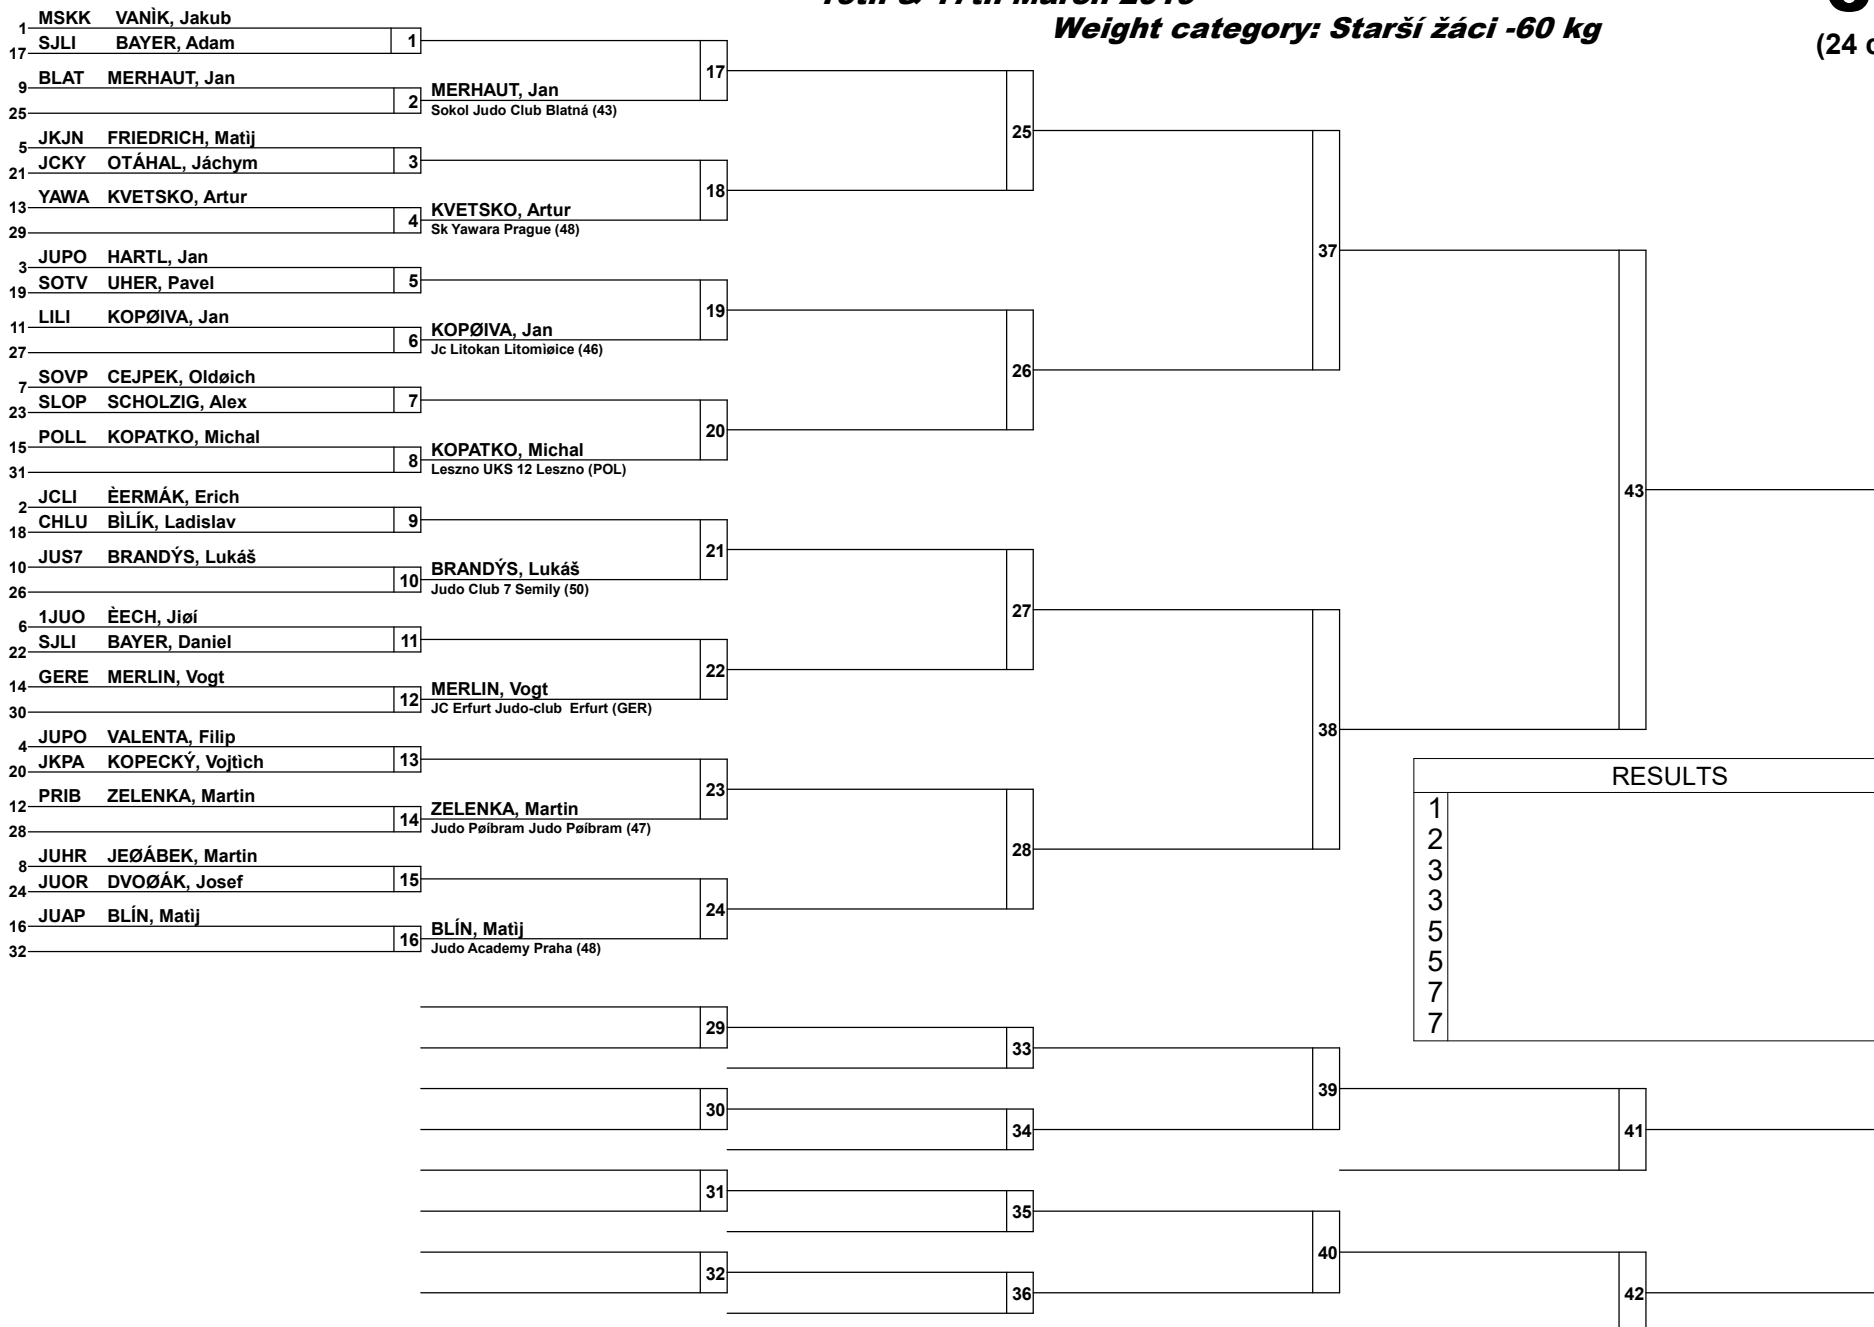 Weight category: Starší žáci -60 kg
(24
1 MSKK VANÌK, Jakub
17 SJLI BAYER, Adam
1
9 BLAT MERHAUT, Jan
25
2
MERHAUT, Jan
Sokol Judo Club Blatná (43)
17
5 JKJN FRIEDRICH, Matìj
21 JCKY OTÁHAL, Jáchym
3
13 YAWA KVETSKO, Artur
29
4
KVETSKO, Artur
Sk Yawara Prague (48)
18
25
3 JUPO HARTL, Jan
19 SOTV UHER, Pavel
5
11 LILI KOPØIVA, Jan
27
6
KOPØIVA, Jan
Jc Litokan Litomìøice (46)
19
7 SOVP CEJPEK, Oldøich
23 SLOP SCHOLZIG, Alex
7
15 POLL KOPATKO, Michal
31
8
KOPATKO, Michal
Leszno UKS 12 Leszno (POL)
20
26
37
2 JCLI ÈERMÁK, Erich
18 CHLU BÌLÍK, Ladislav
9
10 JUS7 BRANDÝS, Lukáš
26
10
BRANDÝS, Lukáš
Judo Club 7 Semily (50)
21
6 1JUO ÈECH, Jiøí
22 SJLI BAYER, Daniel
11
14 GERE MERLIN, Vogt
30
12
MERLIN, Vogt
JC Erfurt Judo-club Erfurt (GER)
22
27
4 JUPO VALENTA, Filip
20 JKPA KOPECKÝ, Vojtìch
13
12 PRIB ZELENKA, Martin
28
14
ZELENKA, Martin
Judo Pøíbram Judo Pøíbram (47)
23
8 JUHR JEØÁBEK, Martin
24 JUOR DVOØÁK, Josef
15
16 JUAP BLÍN, Matìj
32
16
BLÍN, Matìj
Judo Academy Praha (48)
24
28
38
43
RESULTS
1
2
3
3
5
5
7
7
29
33
30
34
39
41
31
35
32
36
40
42